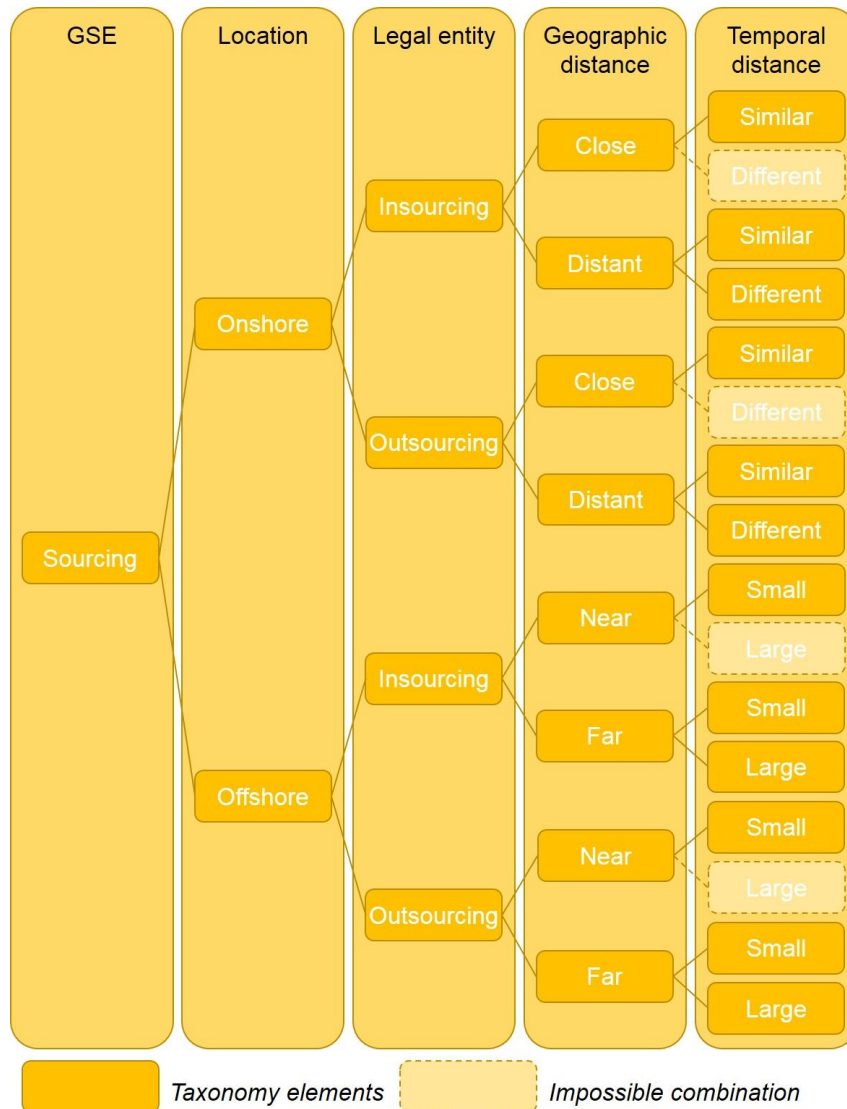 GSE
Location
Legal entity
Geographic
distance
Temporal
distance
Sourcing
Onshore
Offshore
Insourcing
Outsourcing
Insourcing
Outsourcing
Close
Distant
Close
Distant
Near
Far
Near
Far
Similar
Different
Similar
Different
Similar
Different
Similar
Different
Small
Large
Small
Large
Small
Large
Small
Large
Taxonomy elements
Impossible combination